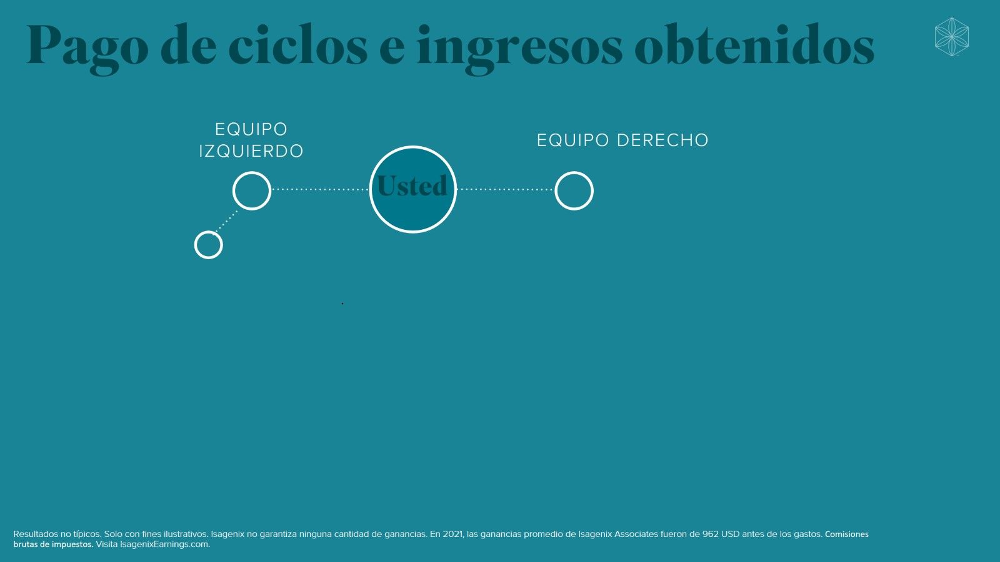 Pago de ciclos e ingresos obtenidos
EQUIPO
IZQUIERDO
EQUIPO DERECHO
Usted
Resultados no típicos. Solo con fines ilustrativos. Isagenix no garantiza ninguna cantidad de ganancias. En 2021, las ganancias promedio de Isagenix Associates fueron de 962 USD antes de los gastos. Comisiones
brutas de impuestos. Visita IsagenixEarnings.com.